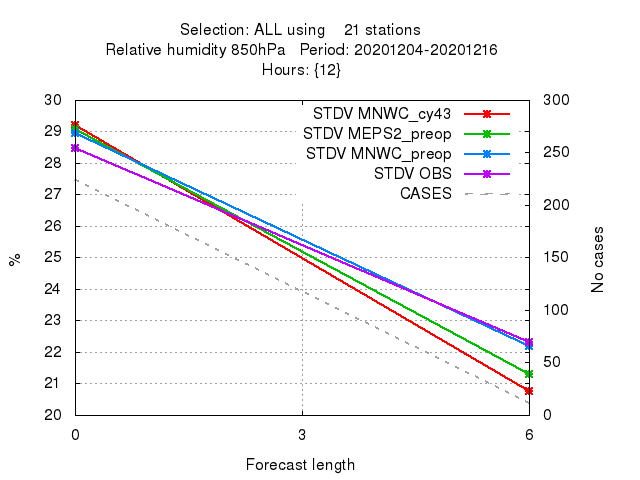 Selection: ALL using    21 stations
Relative humidity 850hPa   Period: 20201204-20201216
Hours: {12}
30
29
28
27
26
25
24
23
22
21
20
%
STDV MNWC_cy43
STDV MEPS2_preop
STDV MNWC_preop
STDV OBS
CASES
300
250
200
150
100
50
0
No cases
0 3 6
Forecast length